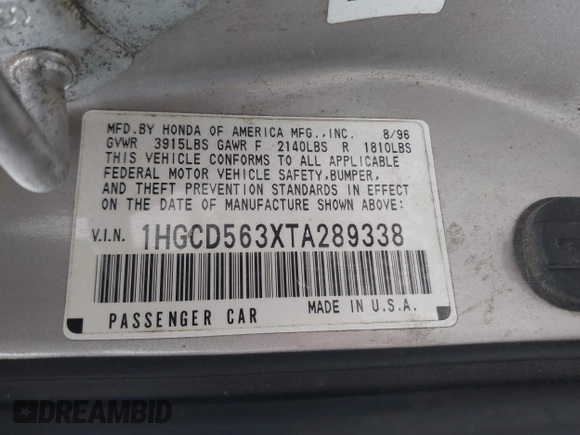 MFD.BY HONDA OF AMERICA MFG.,INC. 8/96
GVWR 3915LBS GAWR F 2140LBS R 1810LBS
THIS VEHICLE CONFORMS TO ALL APPLICABLE
FEDERAL MOTOR VEHICLE SAFETY,BUMPER,
AND THEFT PREVENTION STANDARDS IN EFFECT
ON THE DATE OF MANUFACTURE SHOWN ABOVE:
V.I.N. 1HGCD563XTA289338
PASSENGER CAR MADE IN U.S.A.
DREAMBID